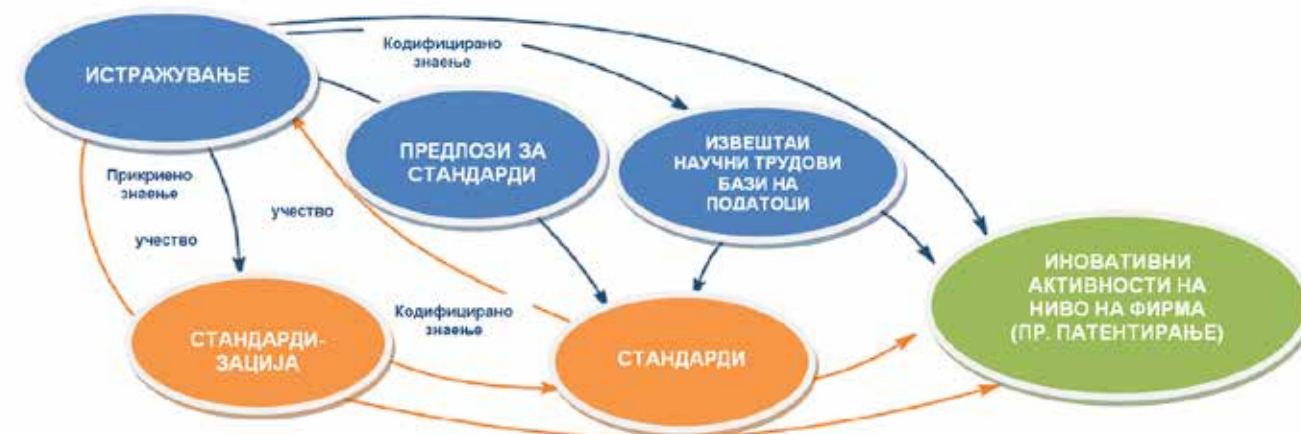 Кодифицирано
знаење
ИСТРАЖУВАЊЕ
ПРЕДЛОЗИ ЗА
СТАНДАРДИ
ИЗВЕШТАИ
НАУЧНИ ТРУДОВИ
БАЗИ НА
ПОДАТОЦИ
Прикриено
знаење
учество
учество
ИНОВАТИВНИ
АКТИВНОСТИ НА
НИВО НА ФИРМА
(ПР. ПАТЕНТИРАЊЕ)
Кодифицирано
знаење
СТАНДАРДИ-
ЗАЦИЈА
СТАНДАРДИ